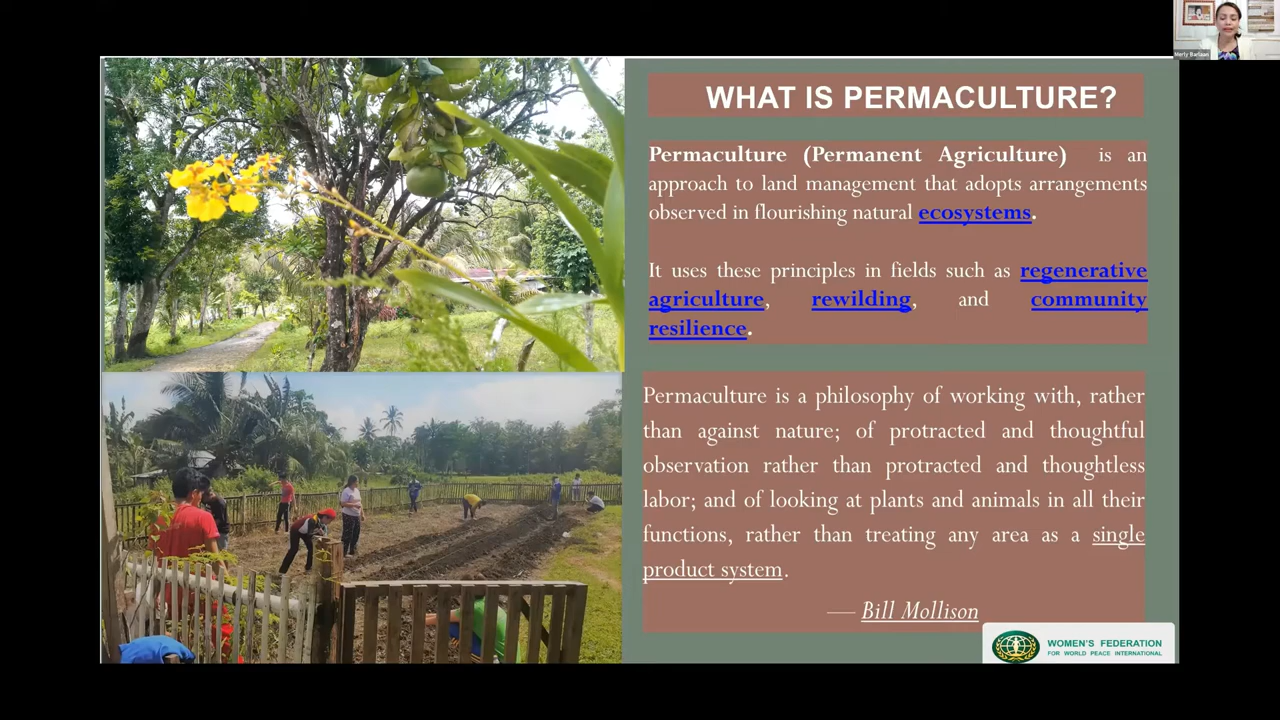 Merly Barlaan
WHAT IS PERMACULTURE?
Permaculture (Permanent Agriculture) is an
approach to land management that adopts arrangements
observed in flourishing natural ecosystems.
It uses these principles in fields such as regenerative
agriculture, rewilding, and community
resilience.
Permaculture is a philosophy of working with, rather
than against nature; of protracted and thoughtful
observation rather than protracted and thoughtless
labor; and of looking at plants and animals in all their
functions, rather than treating any area as a single
product system.
— Bill Mollison
WOMEN'S FEDERATION
FOR WORLD PEACE INTERNATIONAL